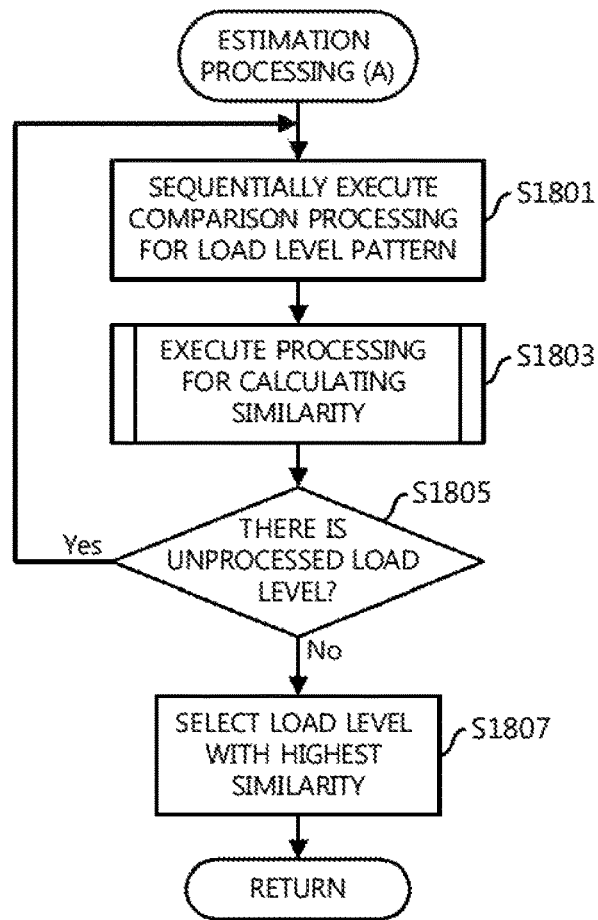 ESTIMATION
PROCESSING (A)
SEQUENTIALLY EXECUTE
COMPARISON PROCESSING
FOR LOAD LEVEL PATTERN
S1801
EXECUTE PROCESSING
FOR CALCULATING
SIMILARITY
S1803
S1805
THERE IS
UNPROCESSED LOAD
LEVEL?
Yes
No
SELECT LOAD LEVEL
WITH HIGHEST
SIMILARITY
S1807
RETURN